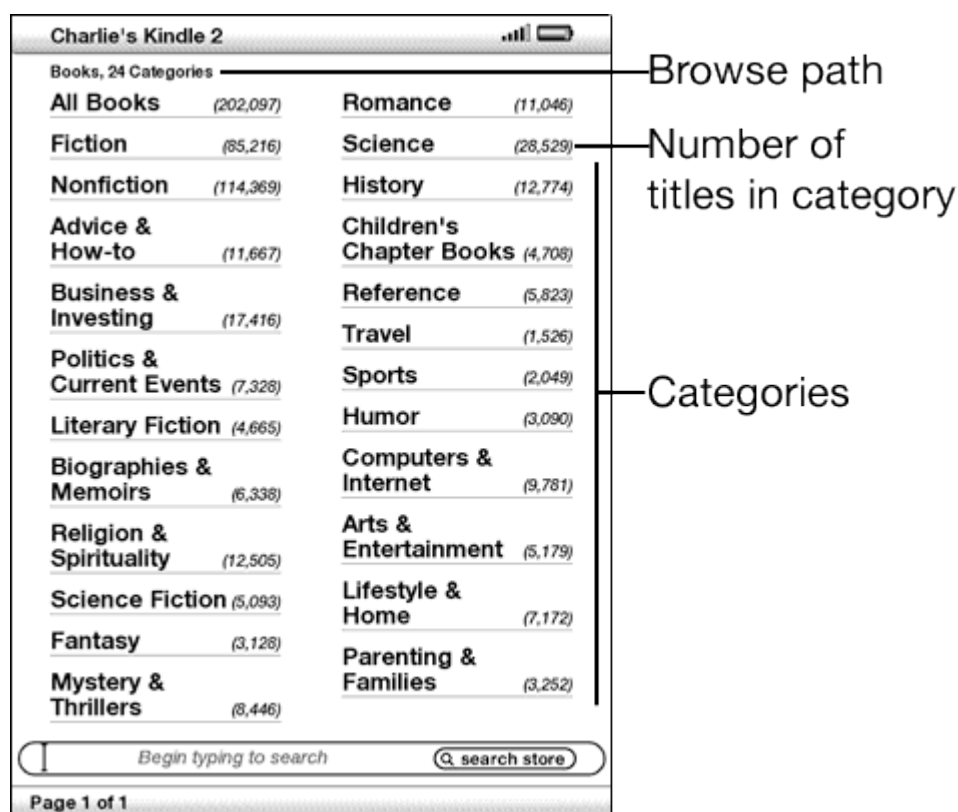 Charlie's Kindle 2
Books, 24 Categories
All Books (202,097)
Fiction (85,216)
Nonfiction (114,369)
Advice &
How-to (11,667)
Business &
Investing (17,416)
Politics &
Current Events (7,328)
Literary Fiction (4,665)
Biographies &
Memoirs (6,338)
Religion &
Spirituality (12,505)
Science Fiction (5,093)
Fantasy (3,128)
Mystery &
Thrillers (8,446)
Romance (11,046)
Science (28,529)
History (12,774)
Children's
Chapter Books (4,708)
Reference (5,823)
Travel (1,526)
Sports (2,049)
Humor (3,090)
Computers &
Internet (9,781)
Arts &
Entertainment (5,179)
Lifestyle &
Home (7,172)
Parenting &
Families (3,252)
Begin typing to search
search store
Page 1 of 1
Browse path
Number of
titles in category
Categories